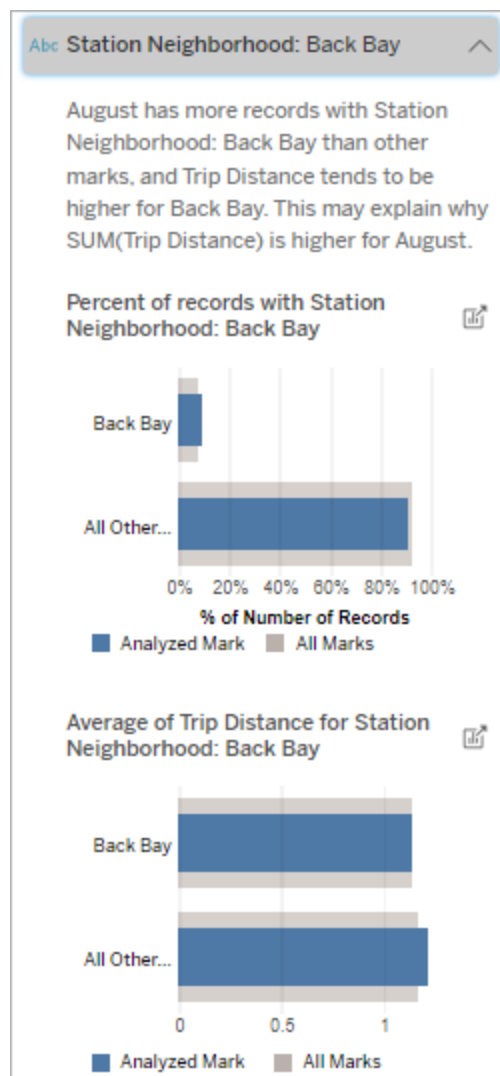 Abc Station Neighborhood: Back Bay
August has more records with Station
Neighborhood: Back Bay than other
marks, and Trip Distance tends to be
higher for Back Bay. This may explain why
SUM(Trip Distance) is higher for August.
Percent of records with Station
Neighborhood: Back Bay
Back Bay
All Other...
0% 20% 40% 60% 80% 100%
% of Number of Records
Analyzed Mark All Marks
Average of Trip Distance for Station
Neighborhood: Back Bay
Back Bay
All Other...
0 0.5 1
Analyzed Mark All Marks